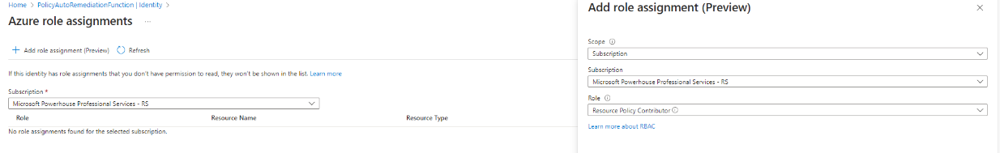 Home > PolicyAutoRemediationFunction | Identity >
Azure role assignments ...
+ Add role assignment (Preview) Refresh
If this identity has role assignments that you don't have permission to read, they won't be shown in the list. Learn more
Subscription *
Microsoft Powerhouse Professional Services - RS
Role Resource Name Resource Type
No role assignments found for the selected subscription.
Add role assignment (Preview)
Scope
Subscription
Subscription
Microsoft Powerhouse Professional Services - RS
Role
Resource Policy Contributor
Learn more about RBAC